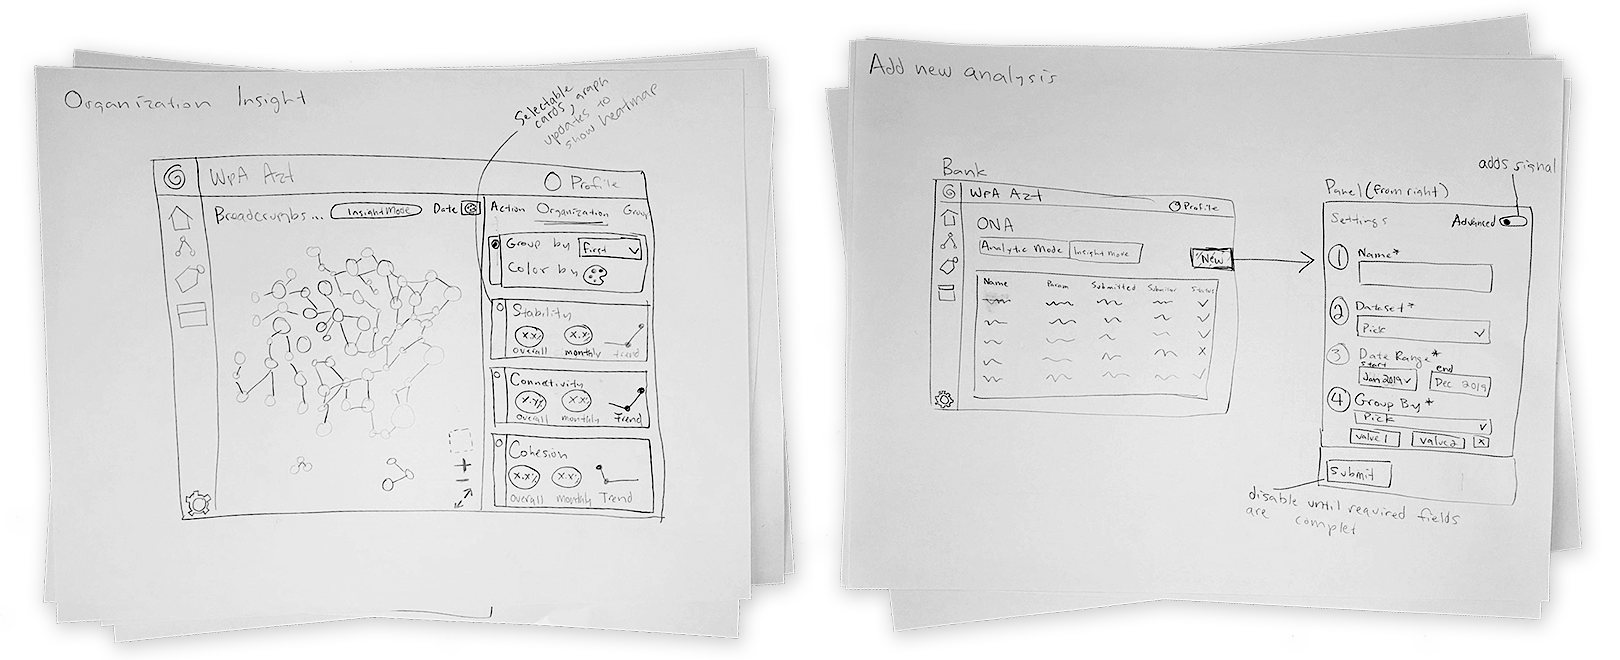 Organization Insight
Selectable
cards, graph
updates to
show heatmap
WpA Azt
Profile
Breadcrumbs... Insight Mode Date
Action Organization Group
Group by First
Color by
Stability
x.x% x.x%
overall monthly trend
Connectivity
x.x% x.x
overall monthly Trend
Cohesion
x.x% x.x%
overall monthly Trend
Add new analysis
Bank
WpA Azt
Profile
ONA
Analytic Mode Insight mode
New
Name Param Submitted Submitter Status
adds signal
Panel (from right)
Settings Advanced
1 Name*
2 Dataset*
Pick
3 Date Range*
start end
Jan 2019 Dec 2019
4 Group By*
Pick
value 1 value 2 x
Submit
disable until required fields
are complet